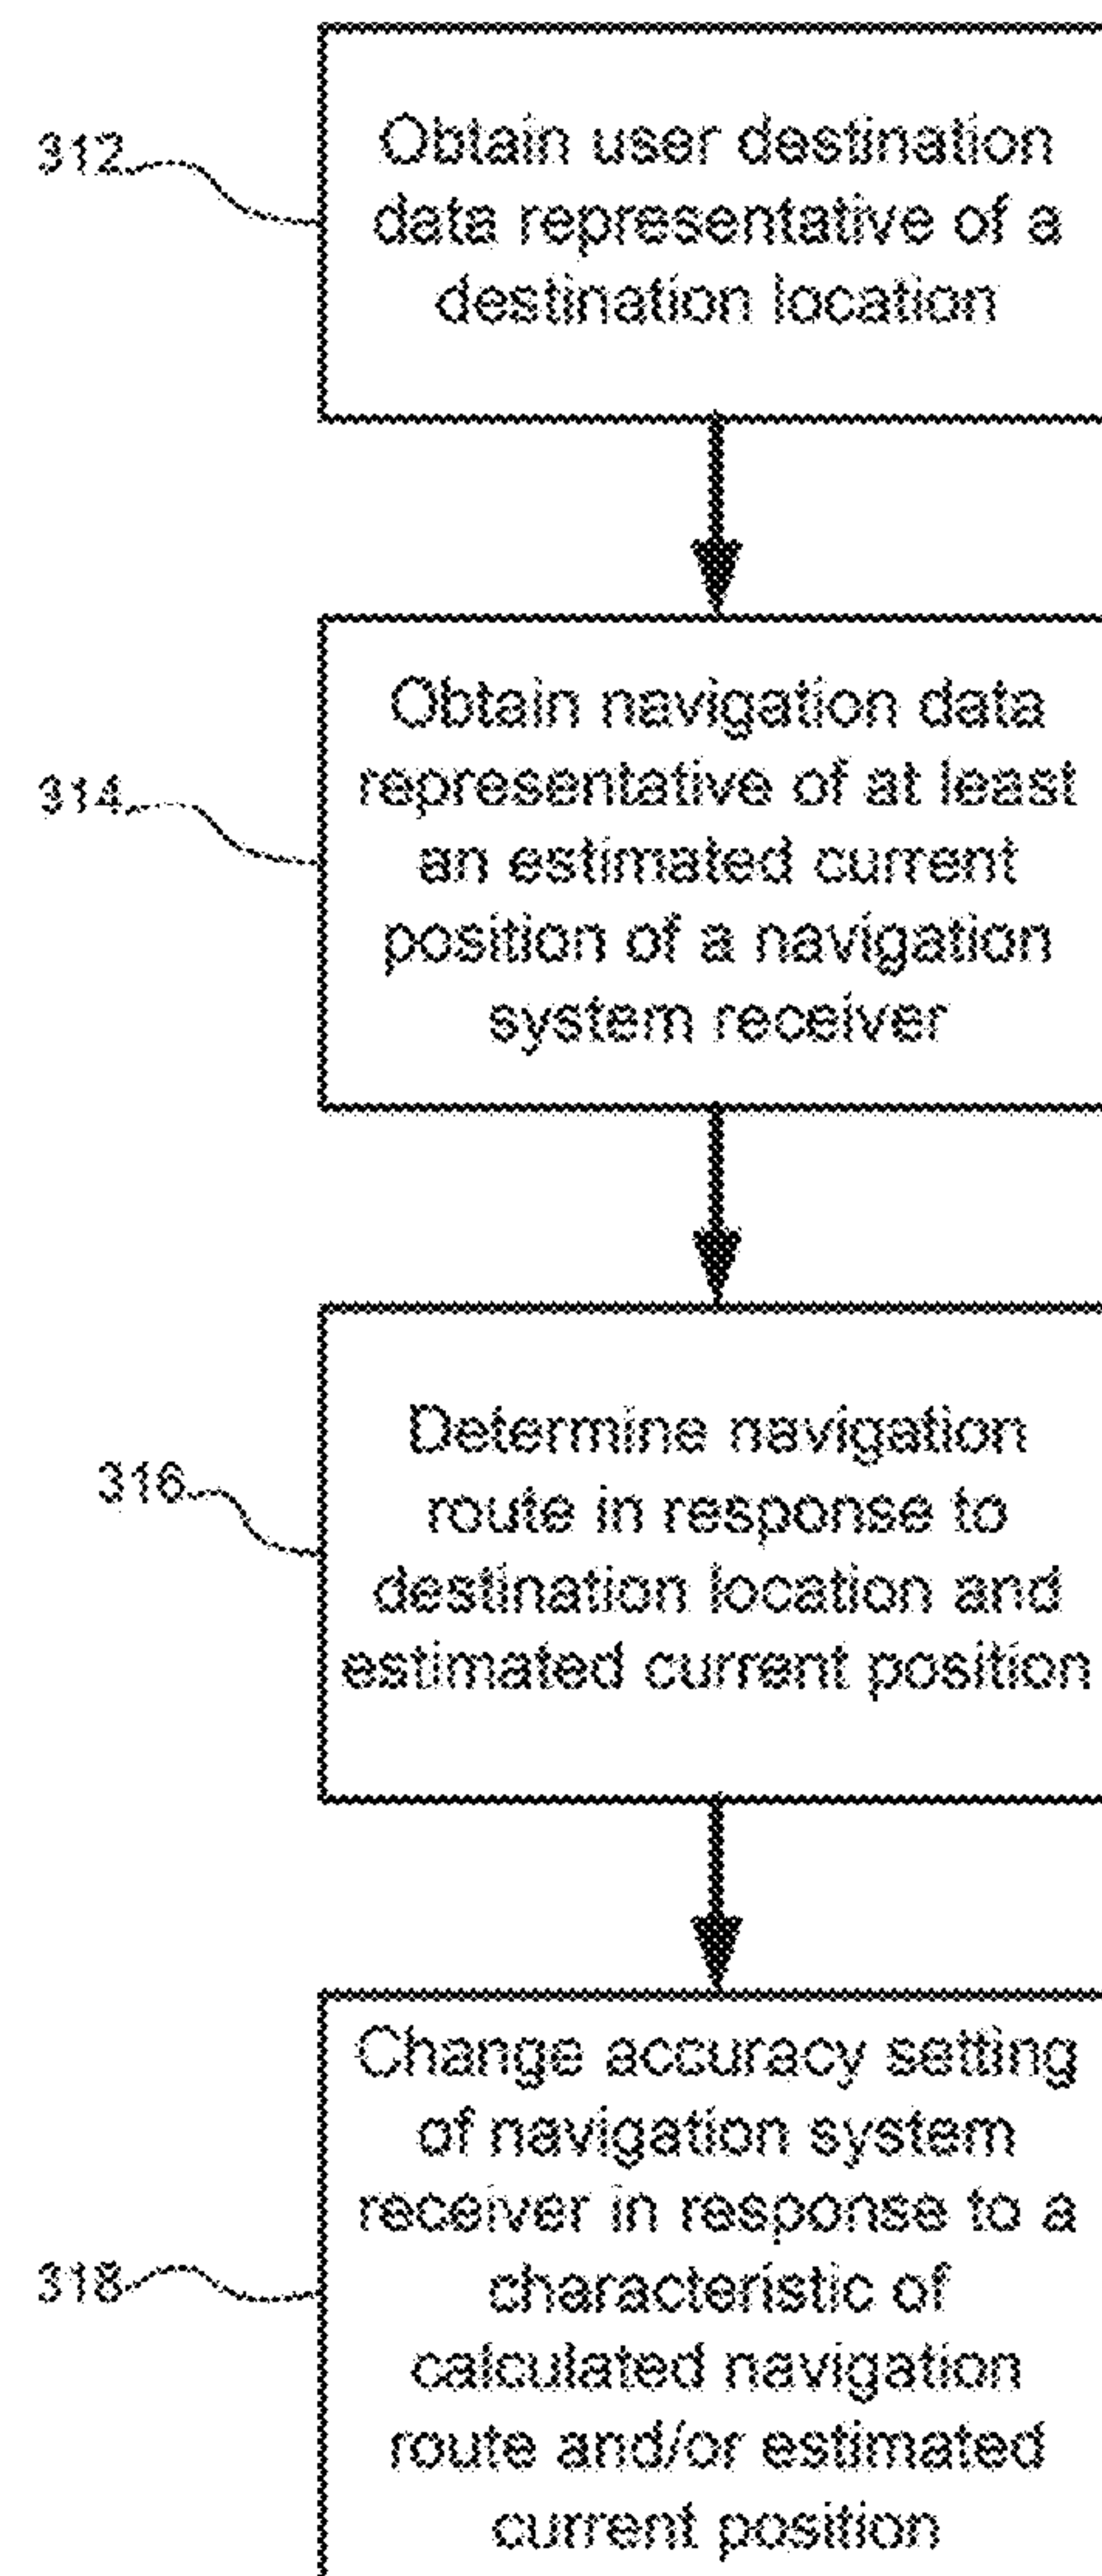 312
Obtain user destination
data representative of a
destination location
314
Obtain navigation data
representative of at least
an estimated current
position of a navigation
system receiver
316
Determine navigation
route in response to
destination location and
estimated current position
318
Change accuracy setting
of navigation system
receiver in response to a
characteristic of
calculated navigation
route and/or estimated
current position